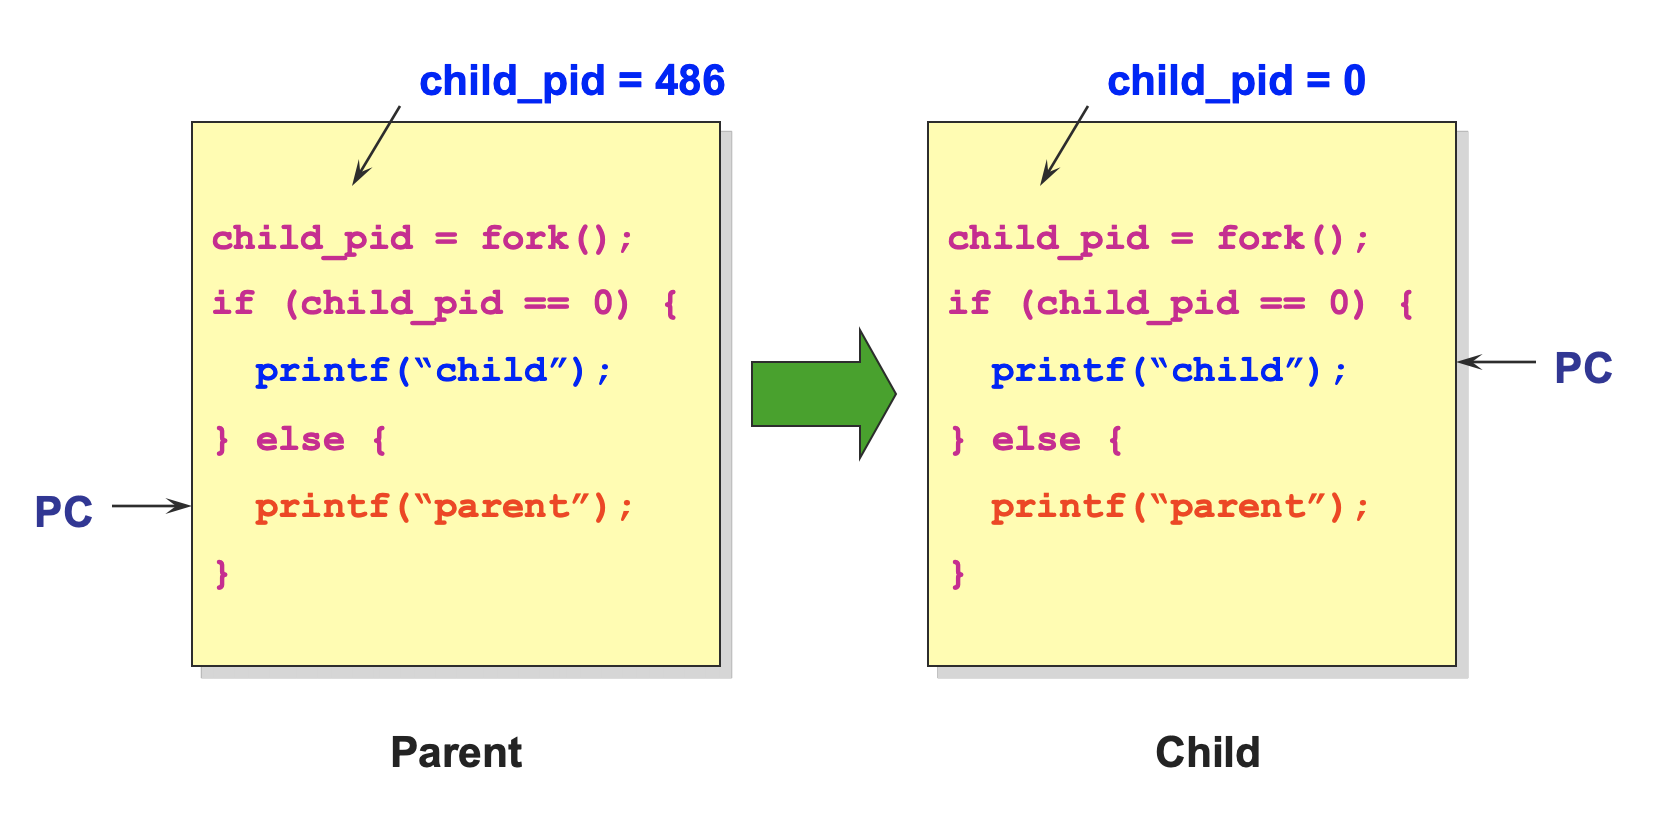 child_pid = 486
child_pid = fork();
if (child_pid == 0) {
printf(“child”);
} else {
PC
printf(“parent”);
}
Parent
child_pid = 0
child_pid = fork();
if (child_pid == 0) {
printf(“child”);
PC
} else {
printf(“parent”);
}
Child